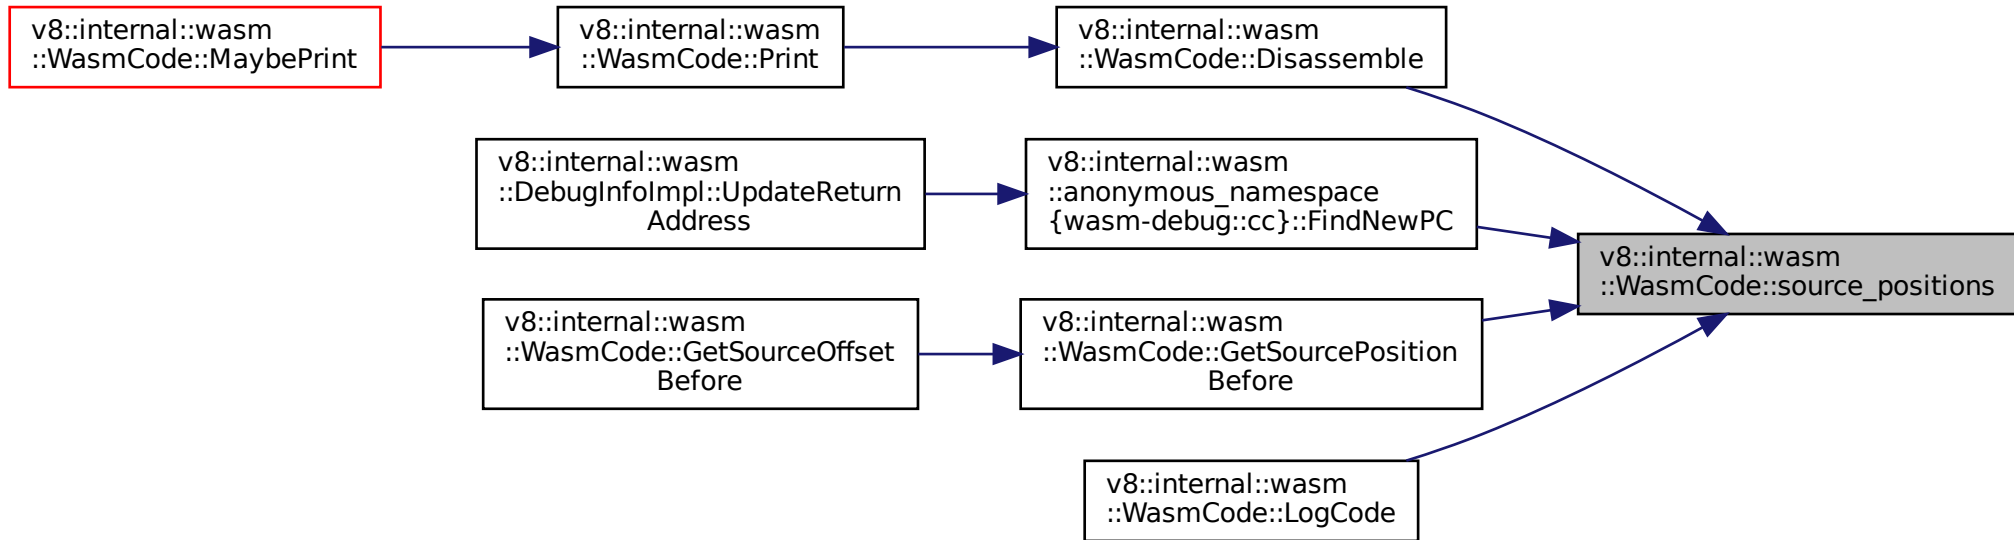 v8::internal::wasm
::WasmCode::MaybePrint
v8::internal::wasm
::WasmCode::Print
v8::internal::wasm
::WasmCode::Disassemble
v8::internal::wasm
::DebugInfoImpl::UpdateReturn
Address
v8::internal::wasm
::anonymous_namespace
{wasm-debug::cc}::FindNewPC
v8::internal::wasm
::WasmCode::source_positions
v8::internal::wasm
::WasmCode::GetSourceOffset
Before
v8::internal::wasm
::WasmCode::GetSourcePosition
Before
v8::internal::wasm
::WasmCode::LogCode